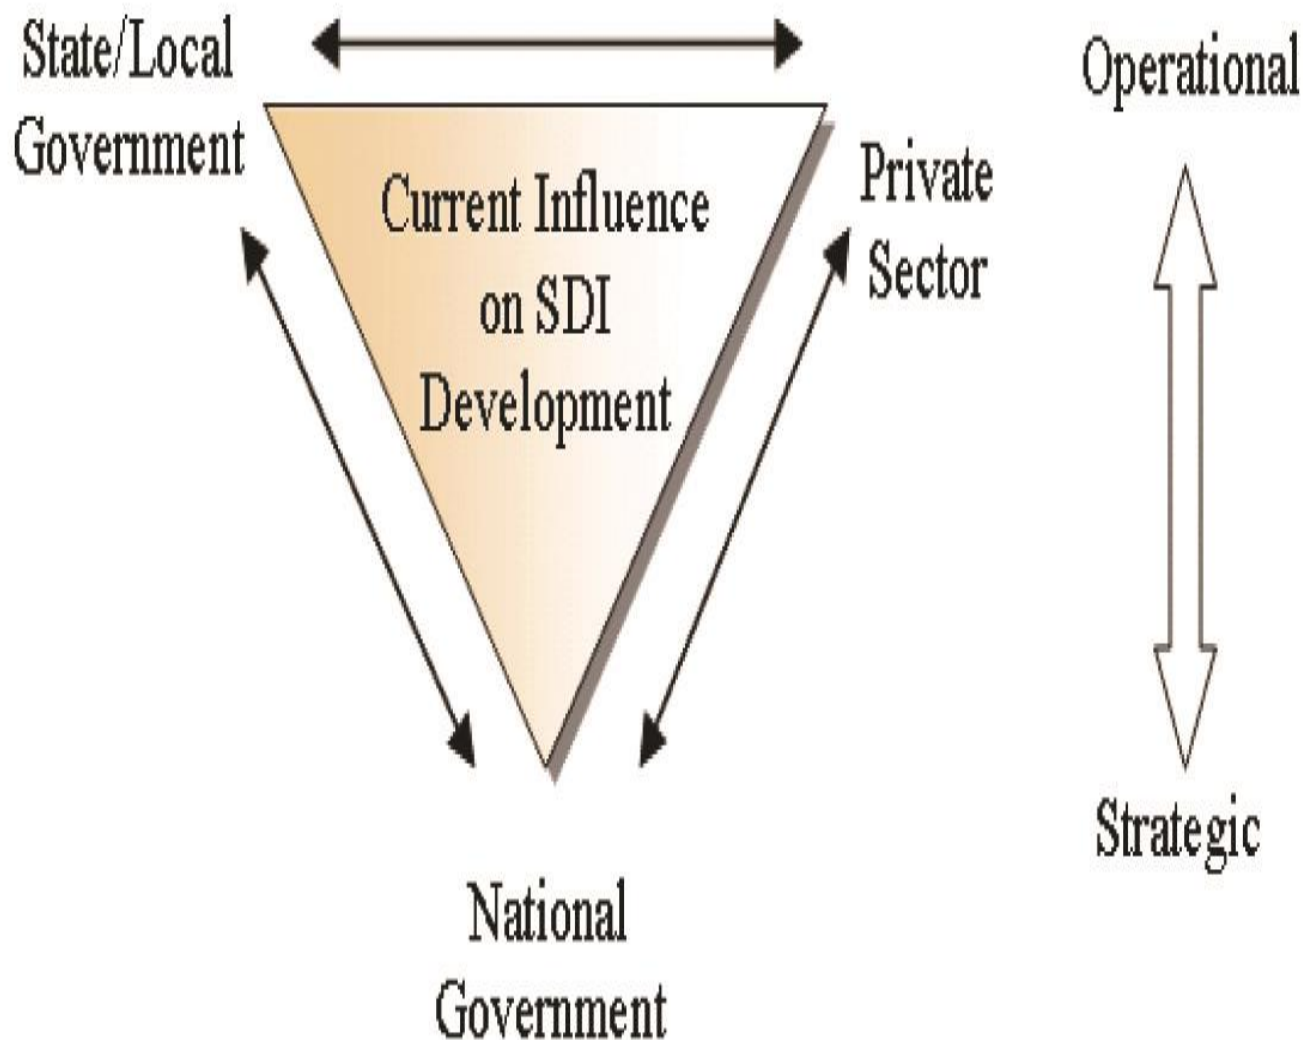 State/Local
Government
Operational
Private
Sector
Current Influence
on SDI
Development
Strategic
National
Government